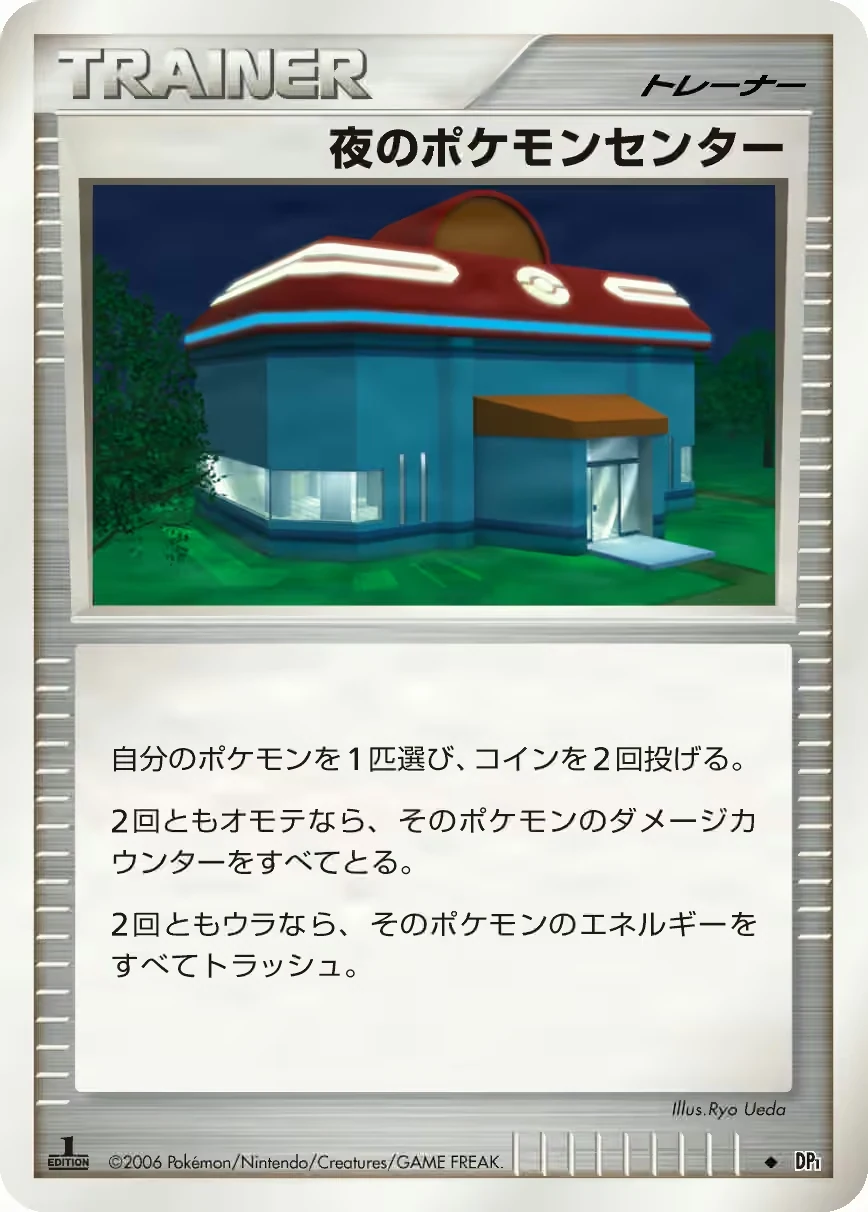 TRAINER
トレーナー
夜のポケモンセンター
自分のポケモンを1匹選び、コインを2回投げる。
2回ともオモテなら、そのポケモンのダメージカ
ウンターをすべてとる。
2回ともウラなら、そのポケモンのエネルギーを
すべてトラッシュ。
Illus.Ryo Ueda
1
EDITION
©2006 Pokémon/Nintendo/Creatures/GAME FREAK.
◆ DP1